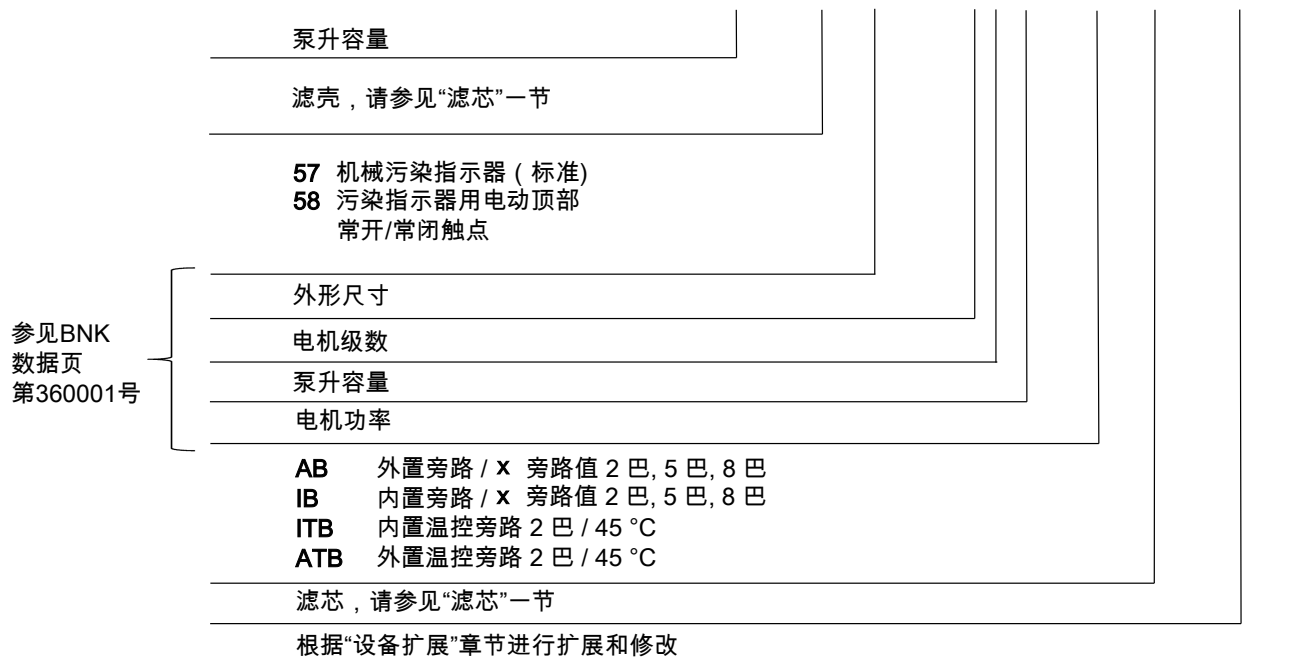 泵升容量
滤壳，请参见“滤芯”一节
57 机械污染指示器（标准)
58 污染指示器用电动顶部
常开/常闭触点
外形尺寸
参见BNK
数据页
第360001号
电机级数
泵升容量
电机功率
AB 外置旁路 / x 旁路值 2 巴, 5 巴, 8 巴
IB 内置旁路 / x 旁路值 2 巴, 5 巴, 8 巴
ITB 内置温控旁路 2 巴 / 45 °C
ATB 外置温控旁路 2 巴 / 45 °C
滤芯，请参见“滤芯”一节
根据“设备扩展”章节进行扩展和修改